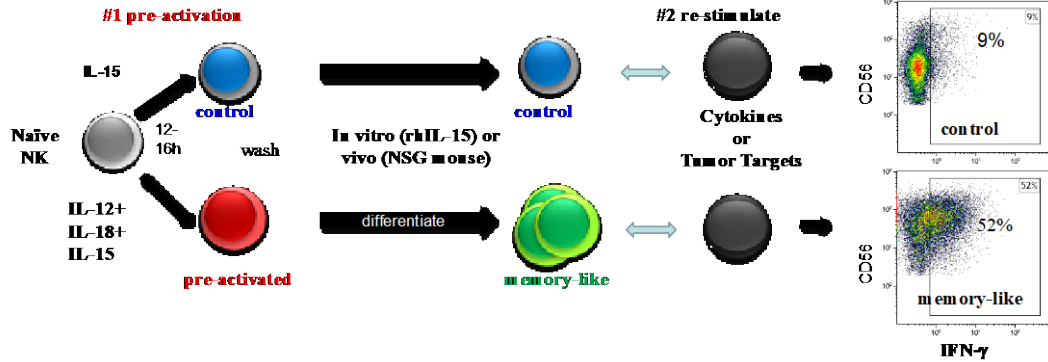 #1 pre-activation
#2 re-stimulate
IL-15
control
Naïve
NK
12-
16h
wash
IL-12+
IL-18+
IL-15
pre-activated
In vitro (rhIL-15) or
vivo (NSG mouse)
differentiate
control
memory-like
Cytokines
or
Tumor Targets
9%
9%
CD56
control
52%
52%
CD56
memory-like
IFN-γ